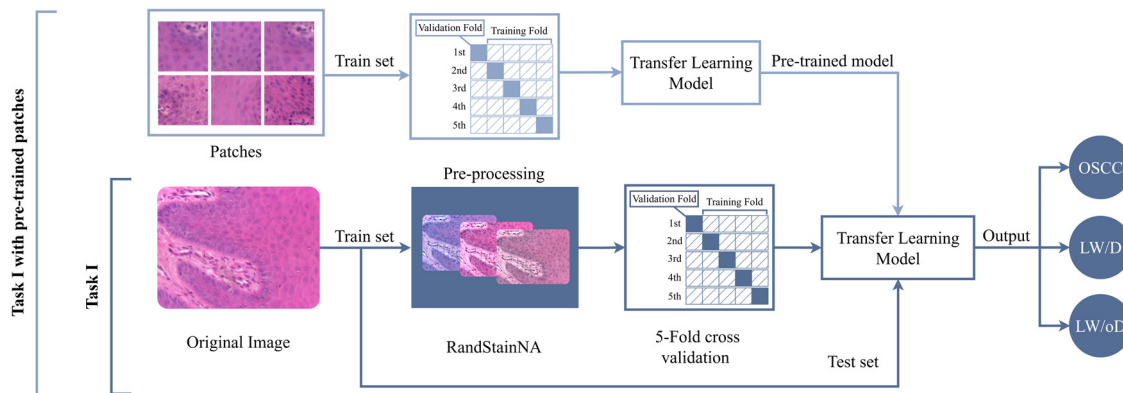 Task I with pre-trained patches
Task I
Patches
Train set
Validation Fold
Training Fold
1st
2nd
3rd
4th
5th
Transfer Learning
Model
Pre-trained model
Original Image
Train set
Pre-processing
RandStainNA
Validation Fold
Training Fold
1st
2nd
3rd
4th
5th
5-Fold cross
validation
Transfer Learning
Model
Test set
Output
OSCC
LW/D
LW/oD